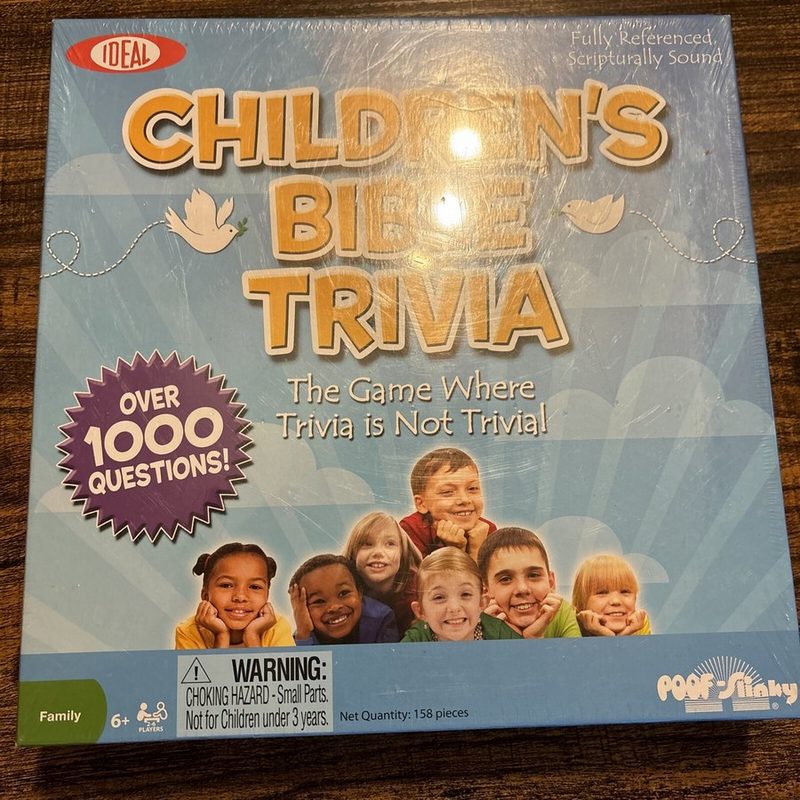 IDEAL
Fully Referenced,
Scripturally Sound
CHILDREN'S
BIBLE
TRIVIA
The Game Where
Trivia is Not Trivial
OVER
1000
QUESTIONS!
WARNING:
CHOKING HAZARD - Small Parts.
Not for Children under 3 years.
Family
6+
2-6
PLAYERS
Net Quantity: 158 pieces
POOF-Slinky®